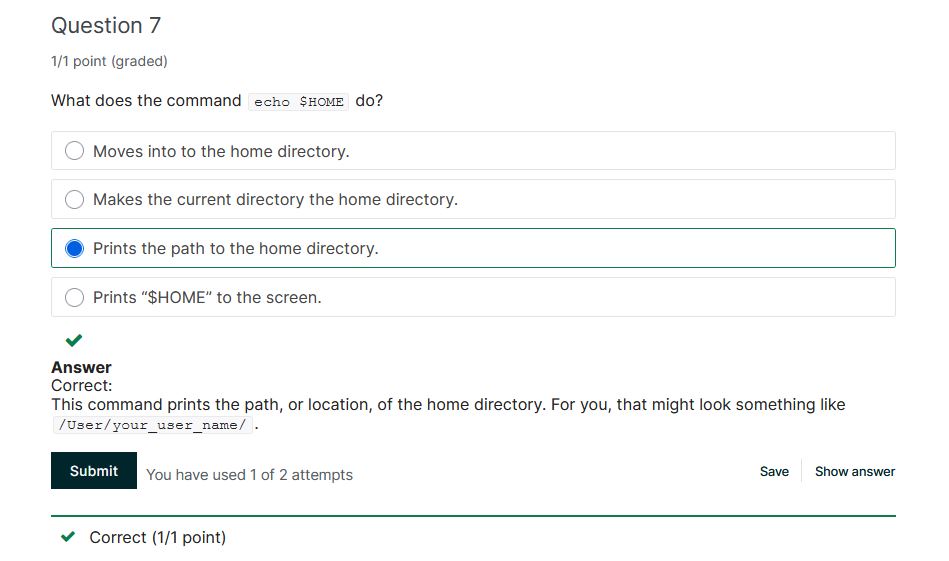 Question 7
1/1 point (graded)
What does the command echo $HOME do?
Moves into to the home directory.
Makes the current directory the home directory.
Prints the path to the home directory.
Prints “$HOME” to the screen.
Answer
Correct:
This command prints the path, or location, of the home directory. For you, that might look something like
/User/your_user_name/ .
Submit You have used 1 of 2 attempts Save Show answer
Correct (1/1 point)